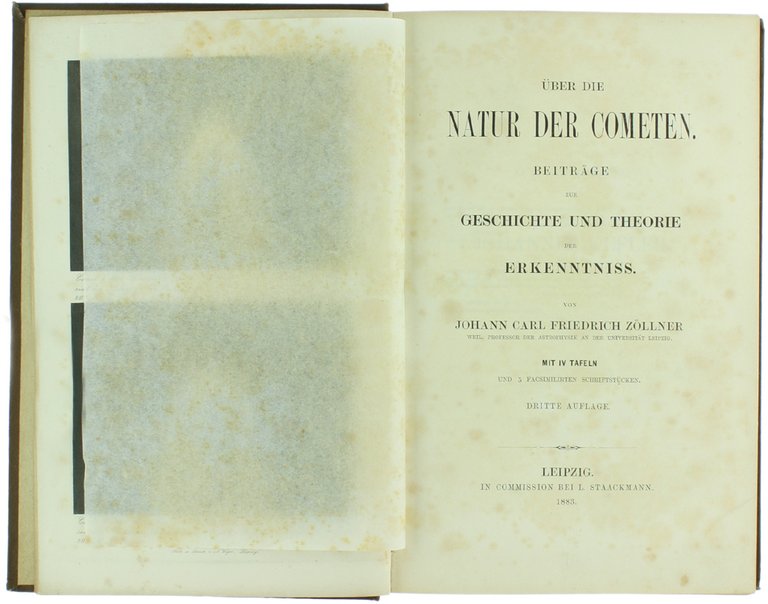 ÜBER DIE
NATUR DER COMETEN.
BEITRÄGE
ZUR
GESCHICHTE UND THEORIE
DER
ERKENNTNISS.
VON
JOHANN CARL FRIEDRICH ZÖLLNER
WEIL. PROFESSOR DER ASTROPHYSIK AN DER UNIVERSITÄT LEIPZIG.
MIT IV TAFELN
UND 5 FACSIMILIRTEN SCHRIFTSTÜCKEN.
DRITTE AUFLAGE.
LEIPZIG.
IN COMMISSION BEI L. STAACKMANN.
1883.